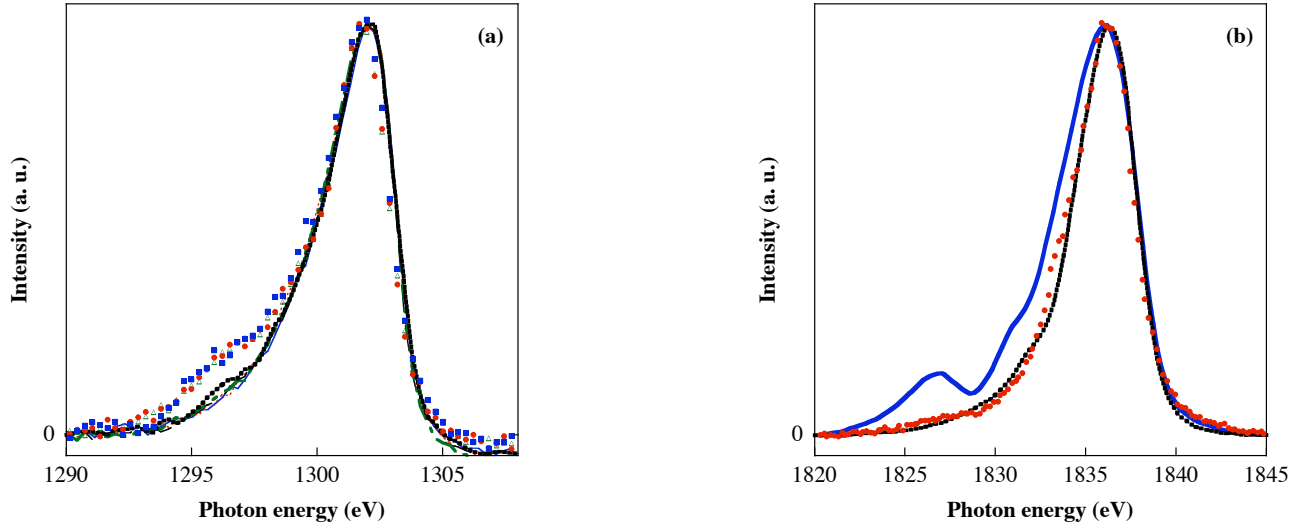 (a)
Intensity (a. u.)
0
1290 1295 1300 1305
Photon energy (eV)
(b)
Intensity (a. u.)
0
1820 1825 1830 1835 1840 1845
Photon energy (eV)